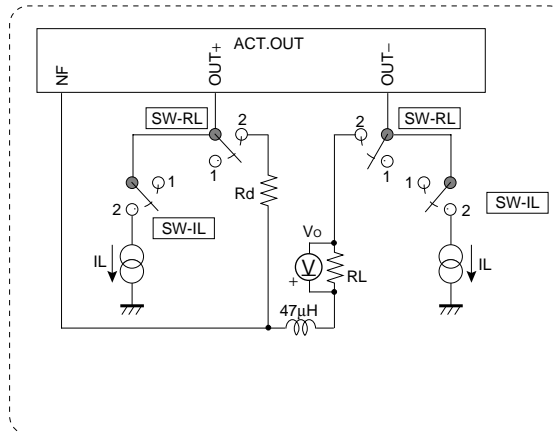 ACT.OUT
NF
OUT+
OUT−
SW-RL
2
1
2
SW-RL
1
1
2
SW-IL
Rd
1
2
SW-IL
IL
VO
V
+
RL
IL
47μH